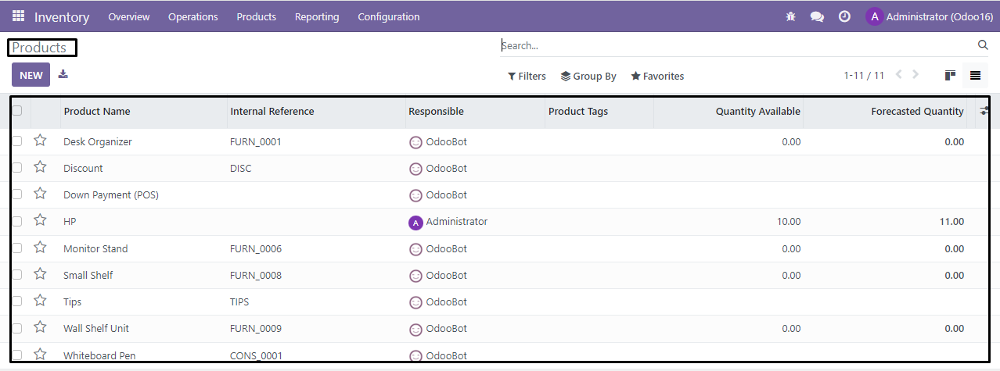 Inventory Overview Operations Products Reporting Configuration A Administrator (Odoo16)
Products Search...
NEW Filters Group By Favorites 1-11 / 11
Product Name Internal Reference Responsible Product Tags Quantity Available Forecasted Quantity
Desk Organizer FURN_0001 OdooBot 0.00 0.00
Discount DISC OdooBot
Down Payment (POS) OdooBot
HP A Administrator 10.00 11.00
Monitor Stand FURN_0006 OdooBot 0.00 0.00
Small Shelf FURN_0008 OdooBot 0.00 0.00
Tips TIPS OdooBot
Wall Shelf Unit FURN_0009 OdooBot 0.00 0.00
Whiteboard Pen CONS_0001 OdooBot